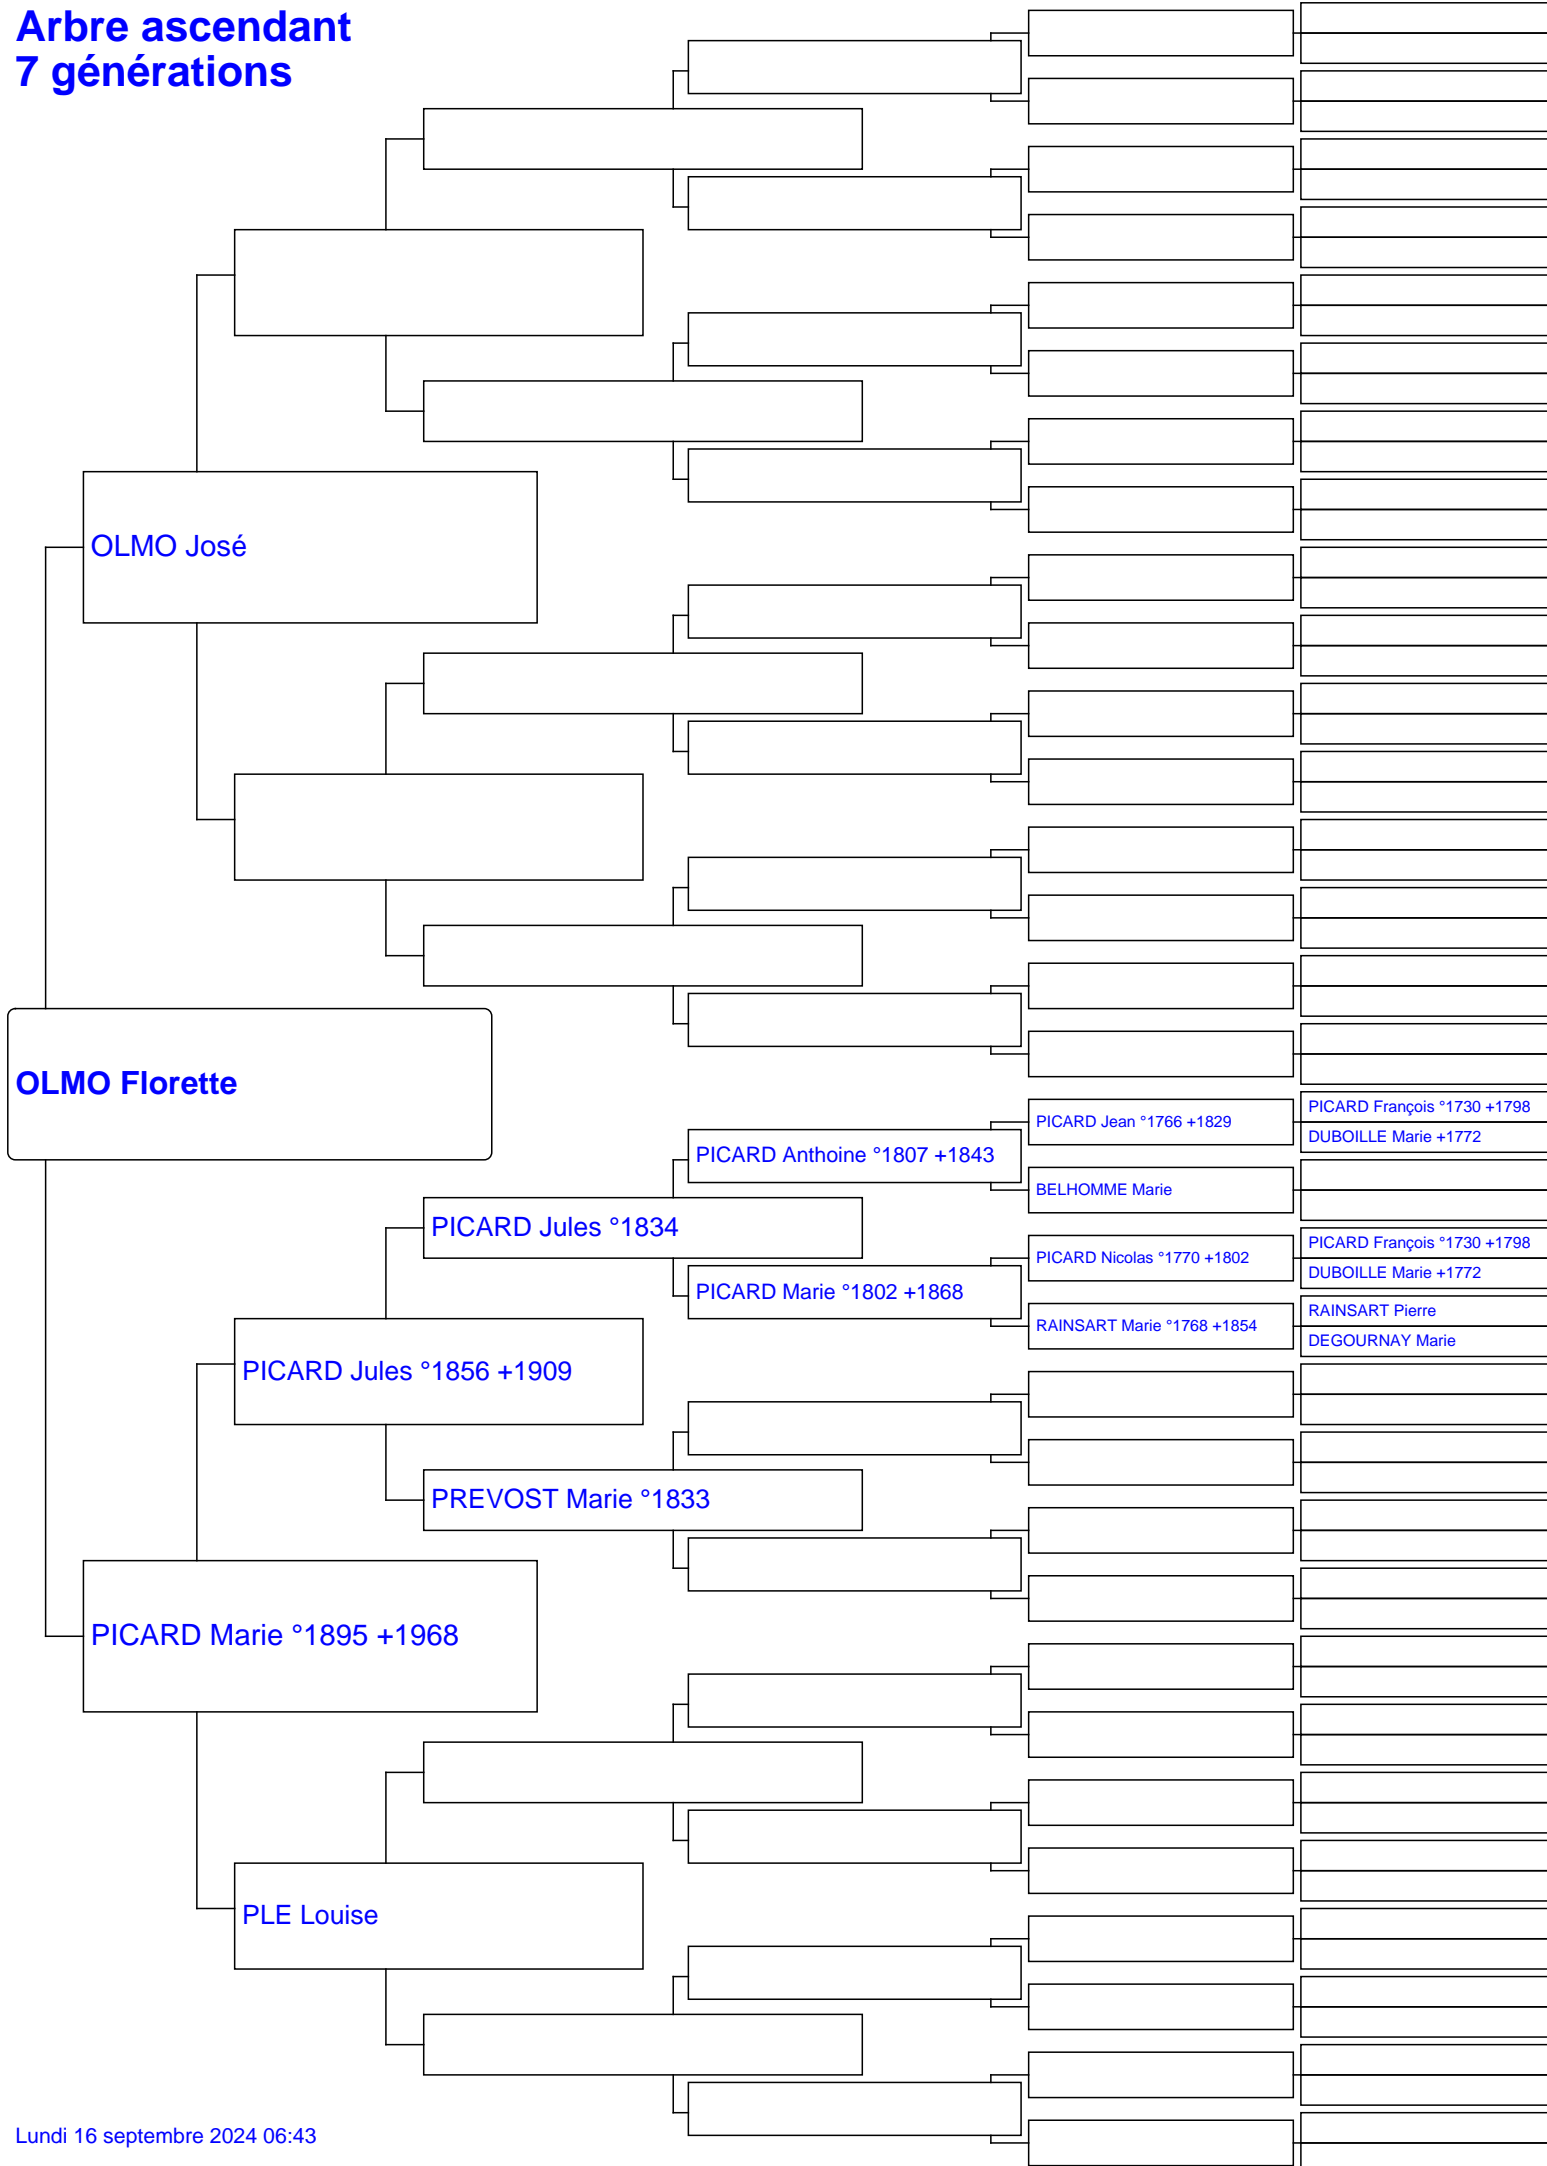 Arbre ascendant
7 générations
OLMO José
OLMO Florette
PICARD François °1730 +1798
PICARD Jean °1766 +1829
DUBOILLE Marie +1772
PICARD Anthoine °1807 +1843
BELHOMME Marie
PICARD Jules °1834
PICARD François °1730 +1798
PICARD Nicolas °1770 +1802
DUBOILLE Marie +1772
PICARD Marie °1802 +1868
RAINSART Pierre
RAINSART Marie °1768 +1854
DEGOURNAY Marie
PICARD Jules °1856 +1909
PREVOST Marie °1833
PICARD Marie °1895 +1968
PLE Louise
Lundi 16 septembre 2024 06:43